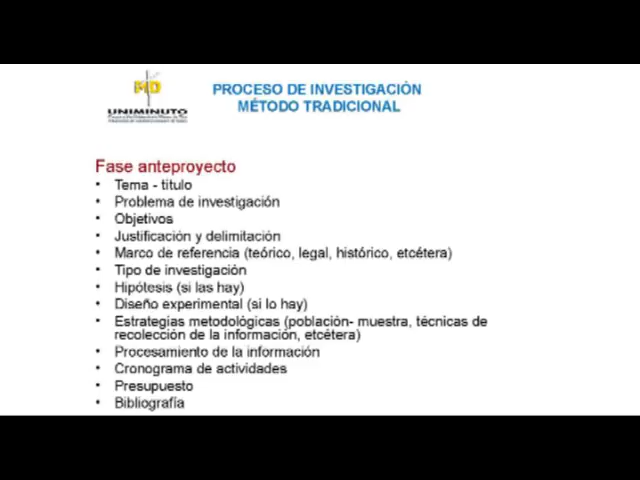 MD
UNIMINUTO
PROCESO DE INVESTIGACIÓN
MÉTODO TRADICIONAL
Fase anteproyecto
• Tema - titulo
• Problema de investigación
• Objetivos
• Justificación y delimitación
• Marco de referencia (teórico, legal, histórico, etcétera)
• Tipo de investigación
• Hipótesis (si las hay)
• Diseño experimental (si lo hay)
• Estrategias metodológicas (población- muestra, técnicas de
recolección de la información, etcétera)
• Procesamiento de la información
• Cronograma de actividades
• Presupuesto
• Bibliografía